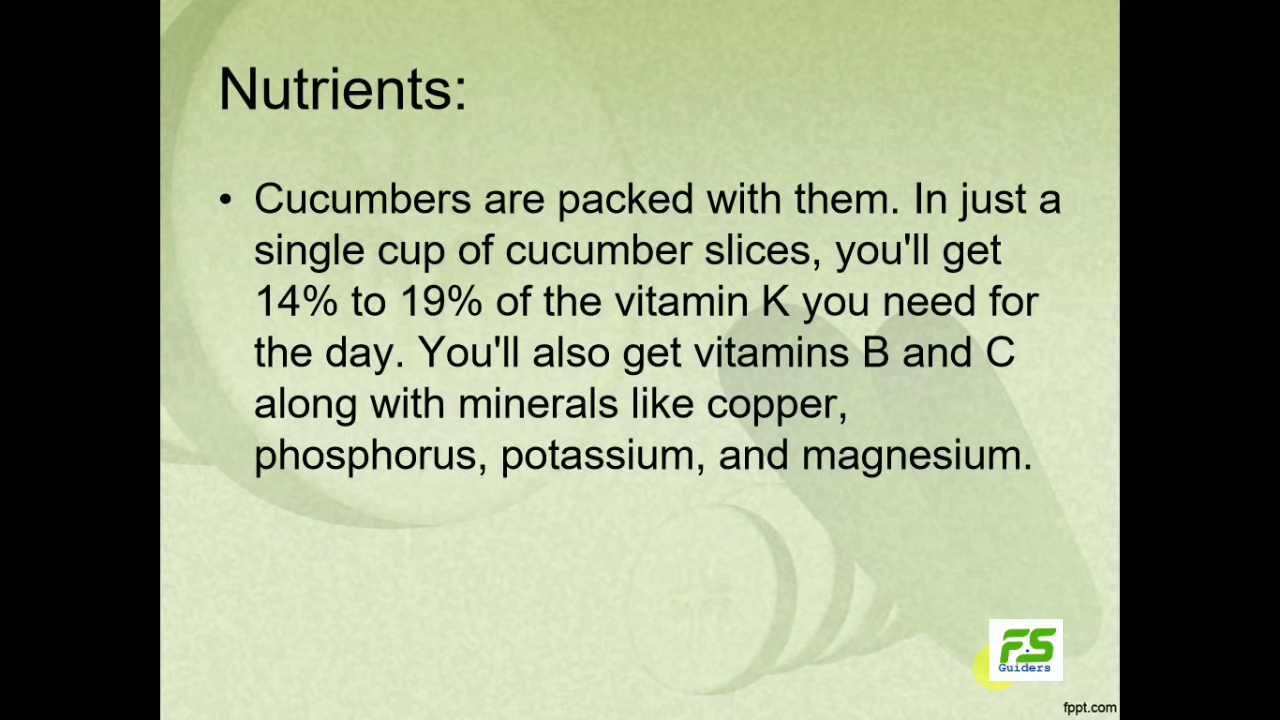 Nutrients:
• Cucumbers are packed with them. In just a
single cup of cucumber slices, you'll get
14% to 19% of the vitamin K you need for
the day. You'll also get vitamins B and C
along with minerals like copper,
phosphorus, potassium, and magnesium.
FS
Guiders
fppt.com